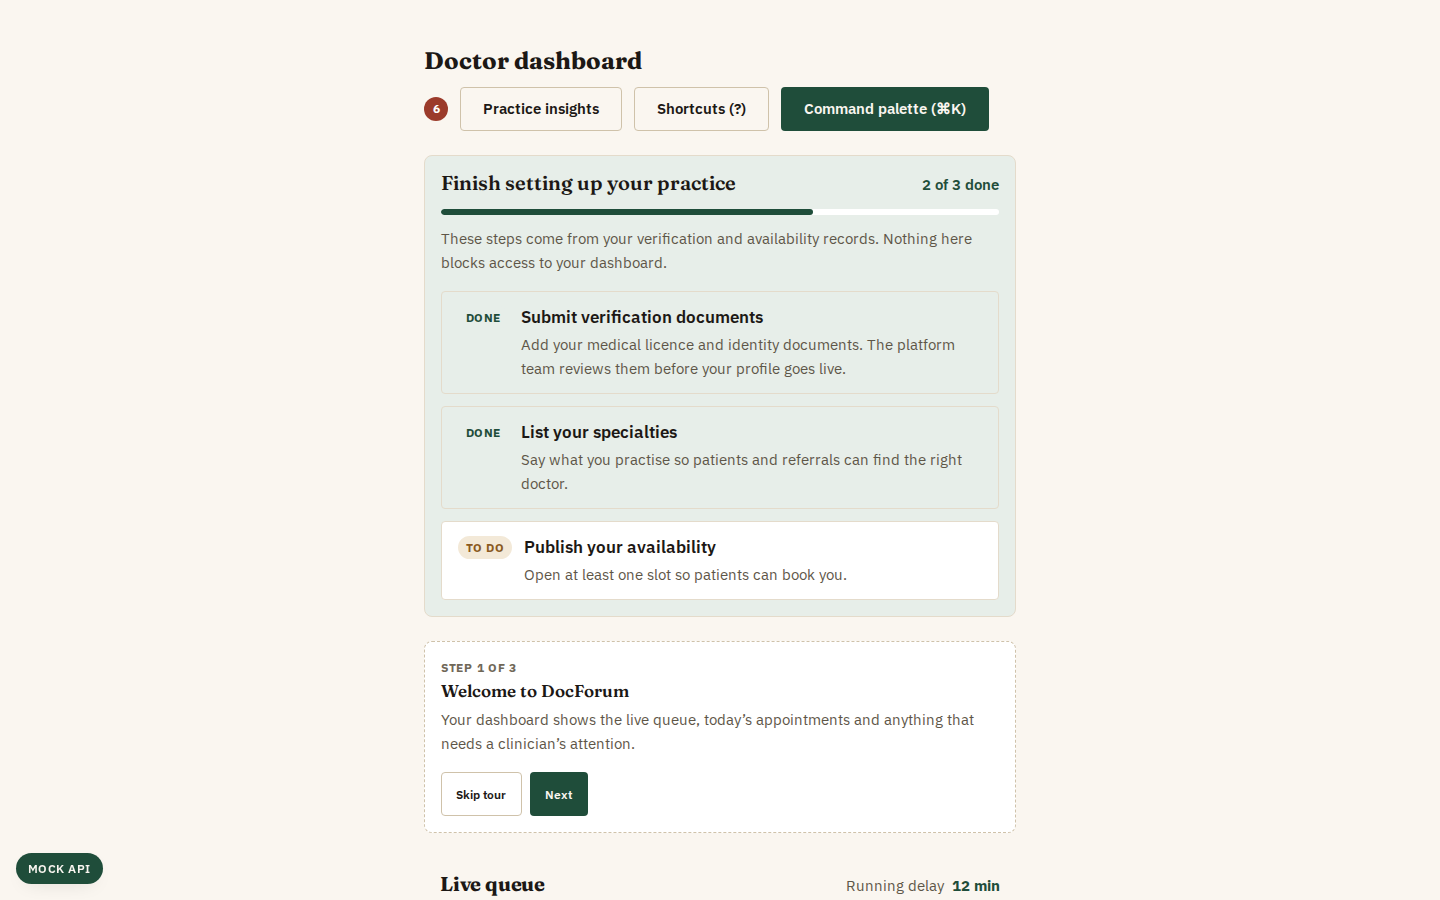 Doctor dashboard
6
Practice insights
Shortcuts (?)
Command palette (⌘K)
Finish setting up your practice
2 of 3 done
These steps come from your verification and availability records. Nothing here
blocks access to your dashboard.
DONE
Submit verification documents
Add your medical licence and identity documents. The platform
team reviews them before your profile goes live.
DONE
List your specialties
Say what you practise so patients and referrals can find the right
doctor.
TO DO
Publish your availability
Open at least one slot so patients can book you.
STEP 1 OF 3
Welcome to DocForum
Your dashboard shows the live queue, today’s appointments and anything that
needs a clinician’s attention.
Skip tour
Next
MOCK API
Live queue
Running delay 12 min